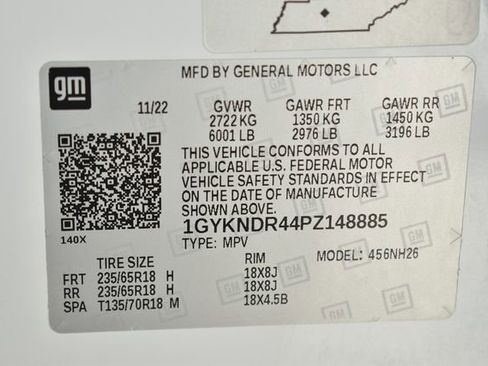 gm
MFD BY GENERAL MOTORS LLC
11/22 GVWR GAWR FRT GAWR RR
2722 KG 1350 KG 1450 KG
6001 LB 2976 LB 3196 LB
THIS VEHICLE CONFORMS TO ALL
APPLICABLE U.S. FEDERAL MOTOR
VEHICLE SAFETY STANDARDS IN EFFECT
ON THE DATE OF MANUFACTURE
SHOWN ABOVE.
140X
1GYKNDR44PZ148885
TYPE: MPV MODEL: 456NH26
TIRE SIZE RIM
FRT 235/65R18 H 18X8J
RR 235/65R18 H 18X8J
SPA T135/70R18 M 18X4.5B